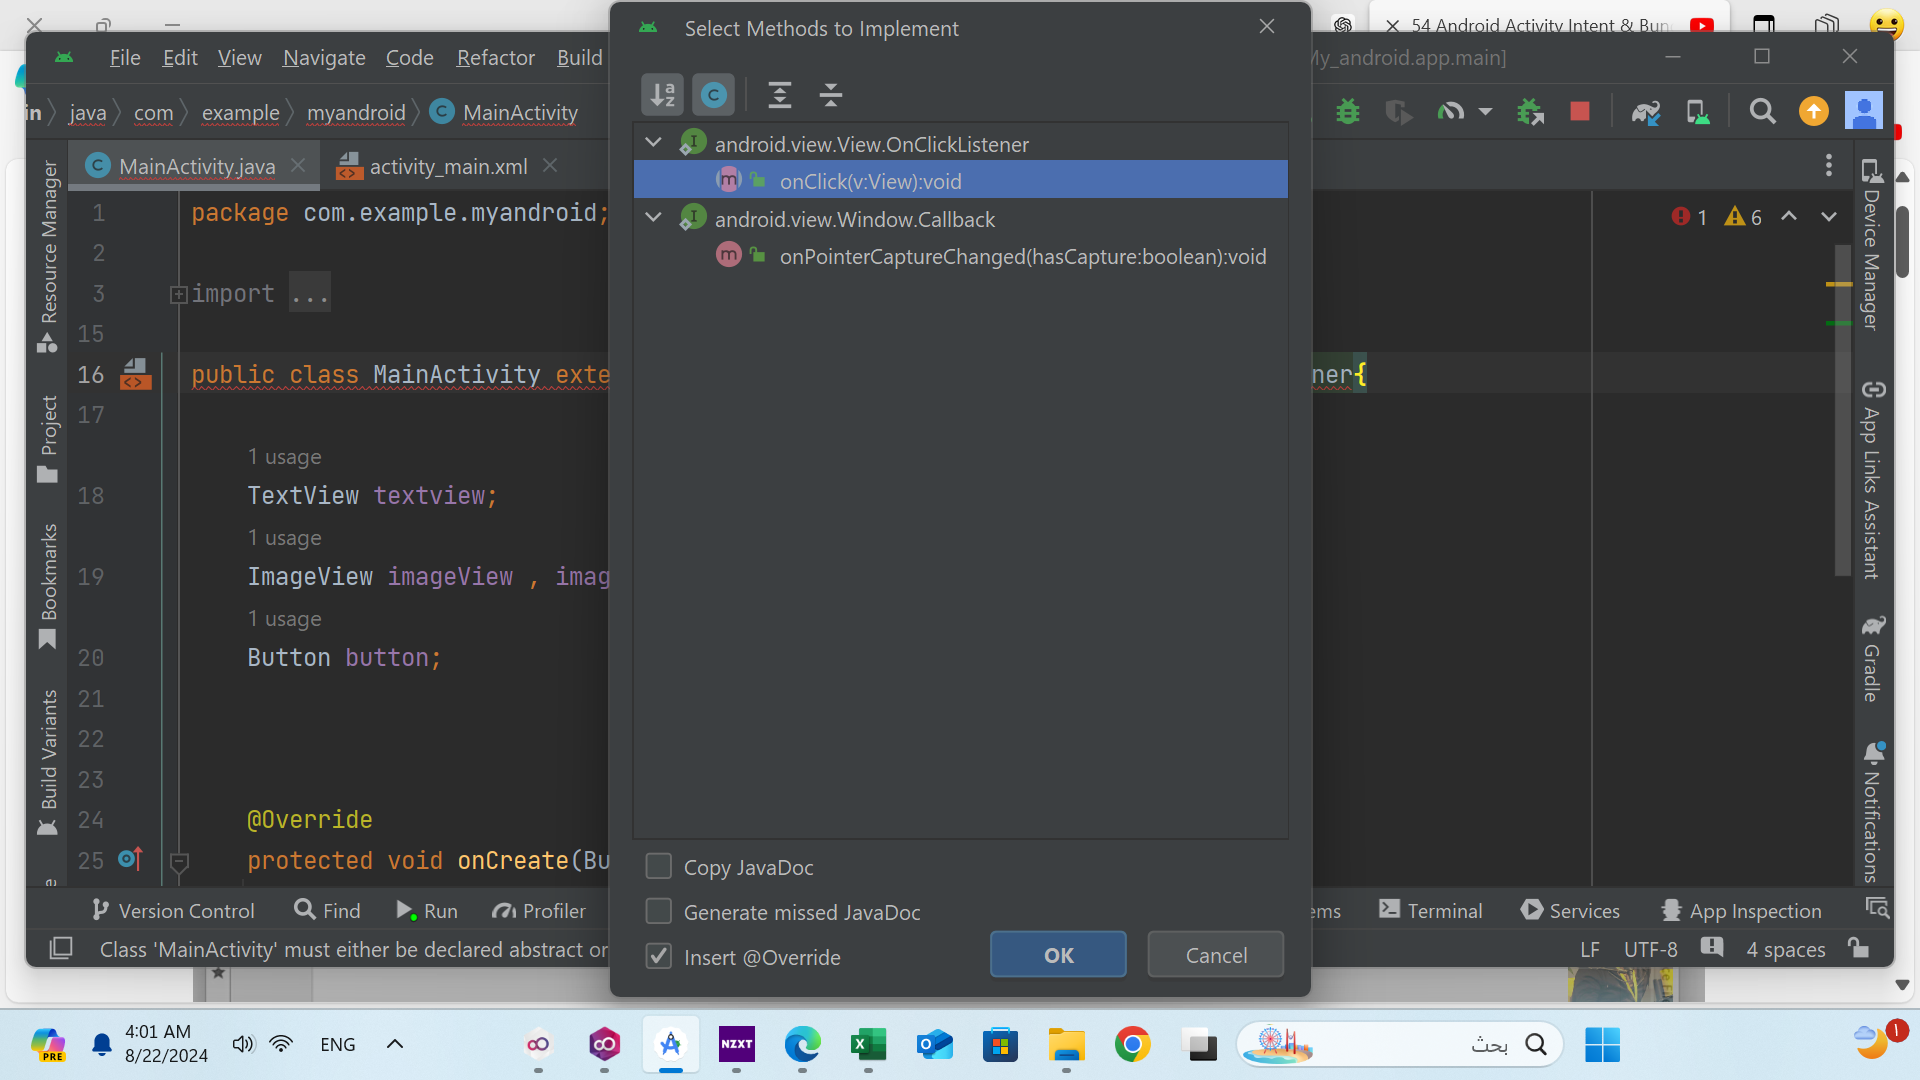 54 Android Activity Intent & Bun
File Edit View Navigate Code Refactor Build
My_android.app.main]
Select Methods to Implement
in java com example myandroid MainActivity
MainActivity.java
activity_main.xml
android.view.View.OnClickListener
onClick(v:View):void
android.view.Window.Callback
onPointerCaptureChanged(hasCapture:boolean):void
1 6
1 package com.example.myandroid;
2
3 import ...
15
16 public class MainActivity exte
ner{
17
1 usage
18 TextView textview;
1 usage
19 ImageView imageView , imag
1 usage
20 Button button;
21
22
23
24 @Override
25 protected void onCreate(Bu
Resource Manager
Project
Bookmarks
Build Variants
Device Manager
App Links Assistant
Gradle
Notifications
Copy JavaDoc
Generate missed JavaDoc
Insert @Override
OK
Cancel
Version Control Find Run Profiler
ems Terminal Services App Inspection
Class 'MainActivity' must either be declared abstract or
LF UTF-8 4 spaces
PRE
4:01 AM
8/22/2024
ENG
NZXT
بحث
1